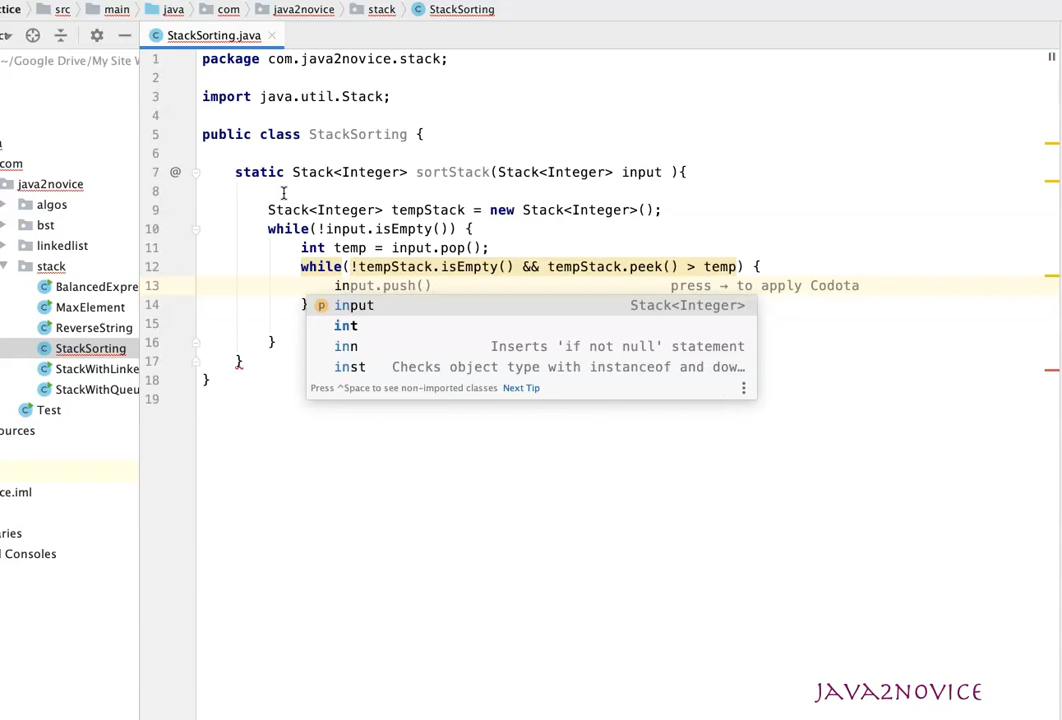 ctice src main java com java2novice stack StackSorting
ct StackSorting.java
~/Google Drive/My Site W
1 package com.java2novice.stack;
2
3 import java.util.Stack;
4
5 public class StackSorting {
6
7 @ static Stack<Integer> sortStack(Stack<Integer> input ){
8
9 Stack<Integer> tempStack = new Stack<Integer>();
10 while(!input.isEmpty()) {
11 int temp = input.pop();
12 while(!tempStack.isEmpty() && tempStack.peek() > temp) {
13 input.push() press → to apply Codota
14 }
15
16 }
17 }
18 }
19
input Stack<Integer>
int
inn Inserts 'if not null' statement
inst Checks object type with instanceof and dow…
Press ^Space to see non-imported classes Next Tip
a
com
java2novice
algos
bst
linkedlist
stack
BalancedExpre
MaxElement
ReverseString
StackSorting
StackWithLinke
StackWithQueu
Test
ources
ce.iml
ries
Consoles
Java2Novice